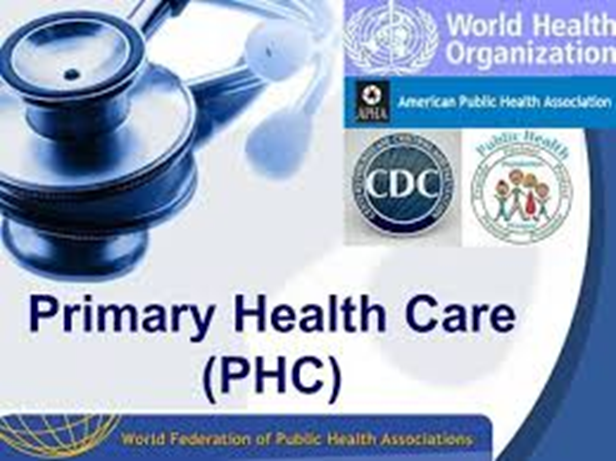 World Health
Organization
APHA
American Public Health Association
CDC
Public Health
Primary Health Care
(PHC)
World Federation of Public Health Associations